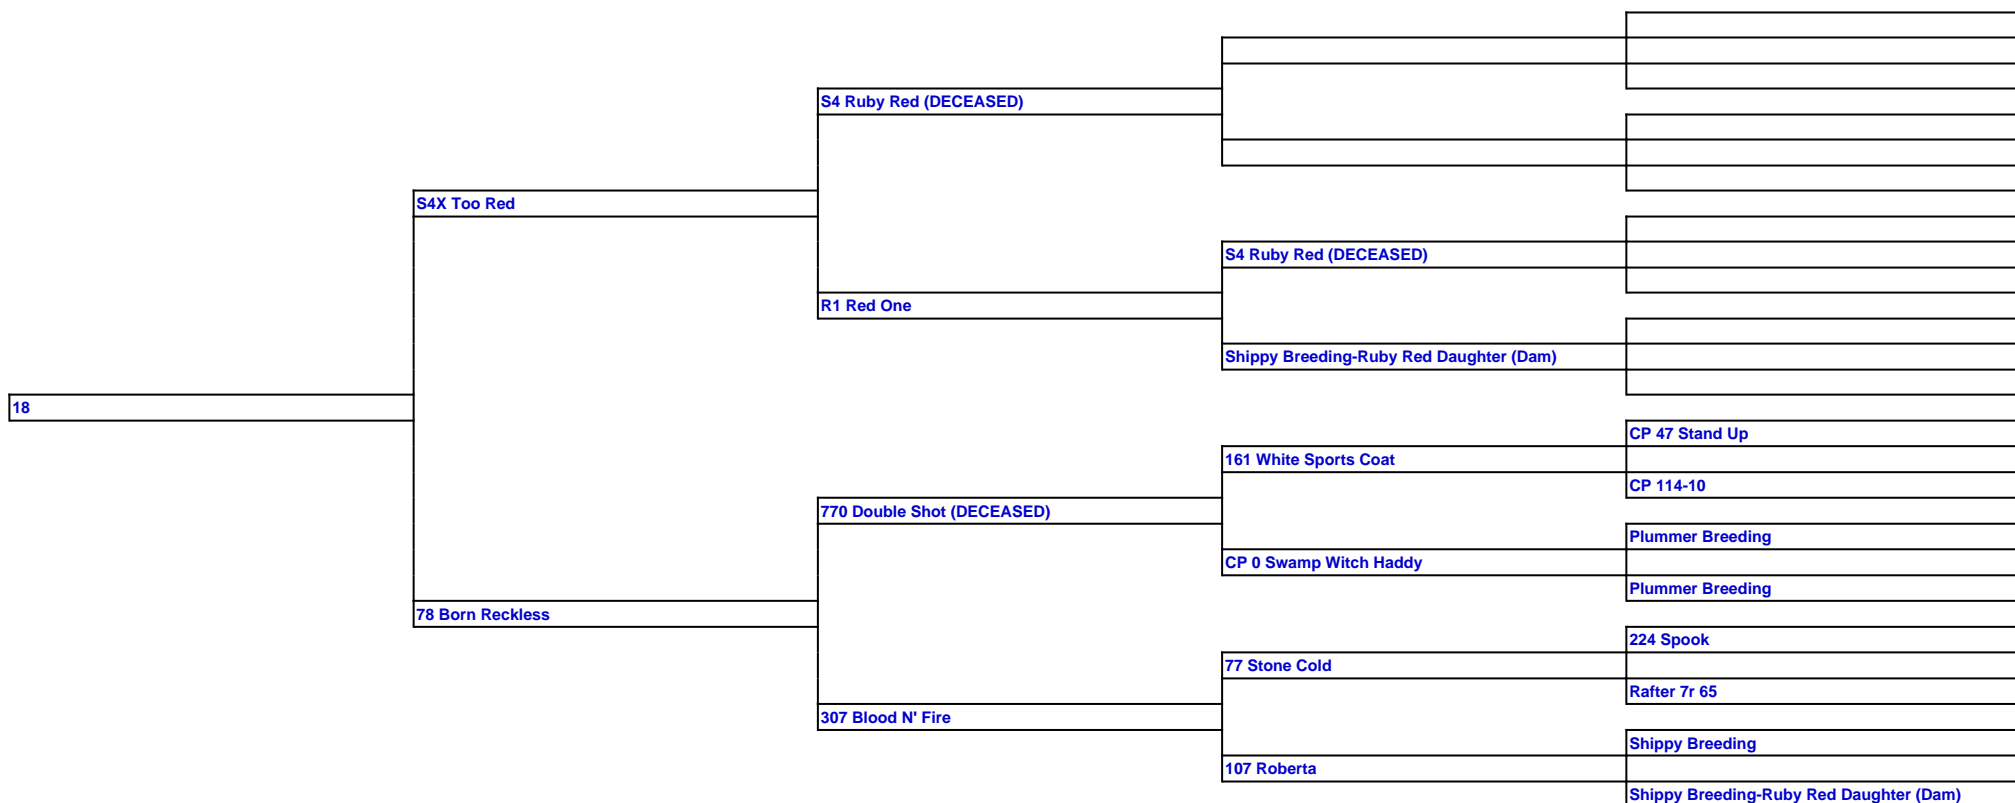 S4 Ruby Red (DECEASED)
S4X Too Red
S4 Ruby Red (DECEASED)
R1 Red One
Shippy Breeding-Ruby Red Daughter (Dam)
18
CP 47 Stand Up
161 White Sports Coat
CP 114-10
770 Double Shot (DECEASED)
Plummer Breeding
CP 0 Swamp Witch Haddy
Plummer Breeding
78 Born Reckless
224 Spook
77 Stone Cold
Rafter 7r 65
307 Blood N' Fire
Shippy Breeding
107 Roberta
Shippy Breeding-Ruby Red Daughter (Dam)